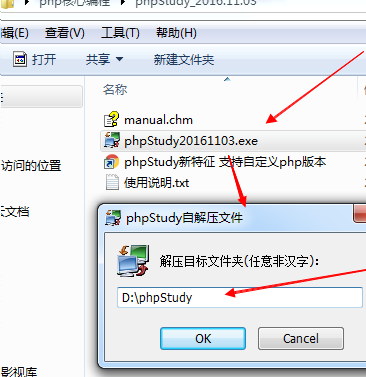 php核心编程 ▸ phpStudy_2016.11.03
编辑(E) 查看(V) 工具(T) 帮助(H)
打开 共享 新建文件夹
名称
manual.chm
phpStudy20161103.exe
访问的位置
phpStudy新特征 支持自定义php版本
使用说明.txt
文档
phpStudy自解压文件
解压目标文件夹(任意非汉字):
D:\phpStudy
OK Cancel
影视库